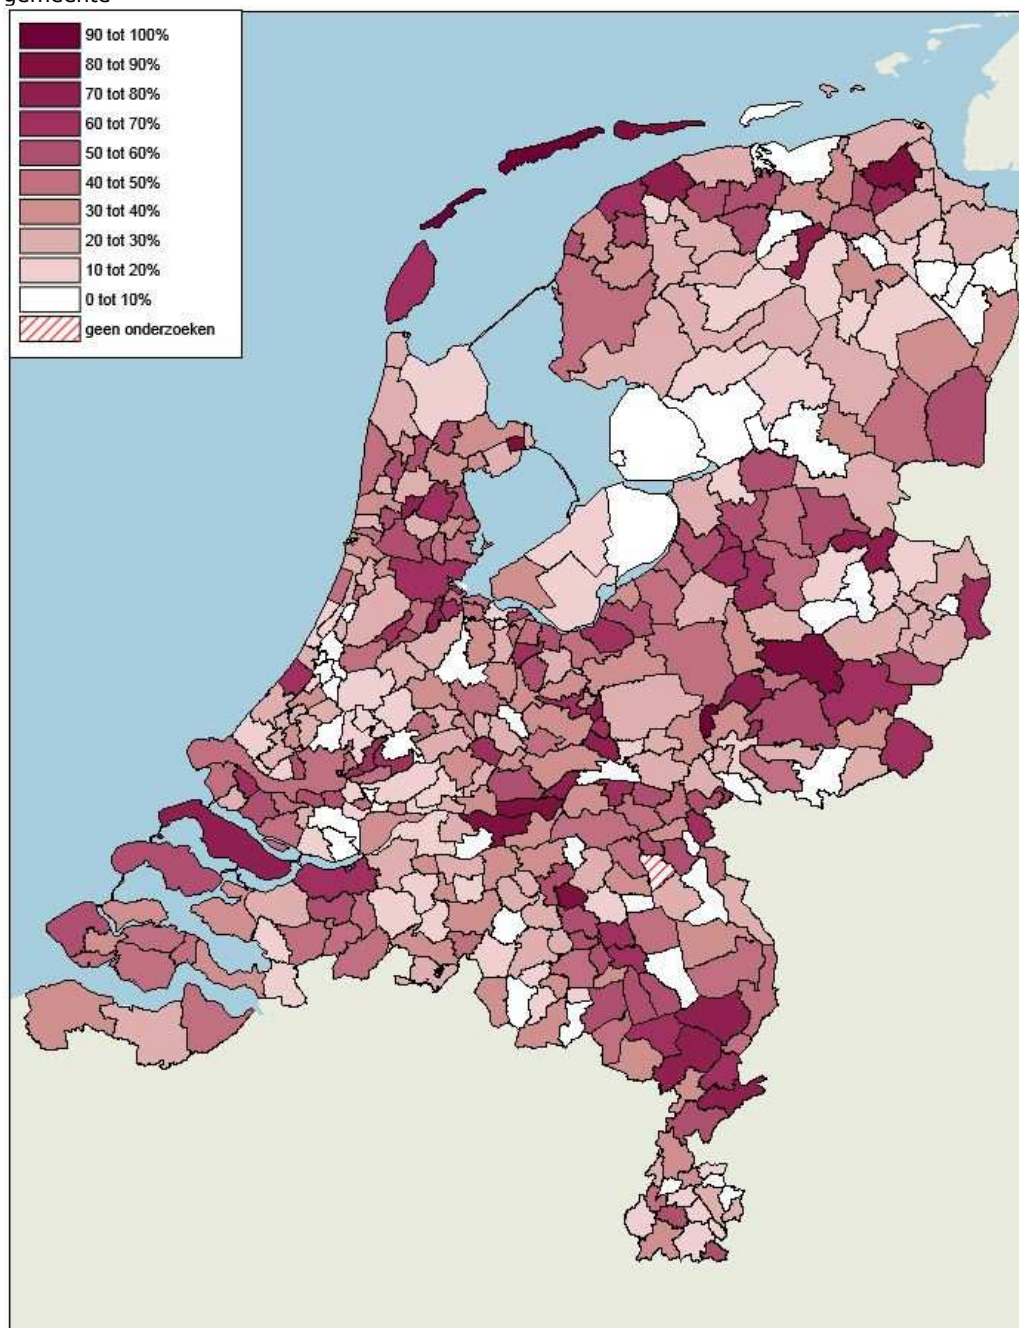 gemeente
90 tot 100%
80 tot 90%
70 tot 80%
60 tot 70%
50 tot 60%
40 tot 50%
30 tot 40%
20 tot 30%
10 tot 20%
0 tot 10%
geen onderzoeken